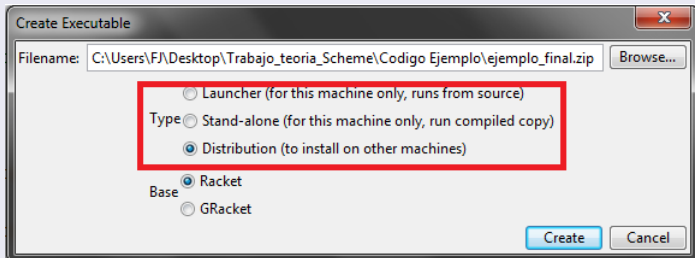 Create Executable
x
Filename: C:\Users\FJ\Desktop\Trabajo_teoria_Scheme\Codigo Ejemplo\ejemplo_final.zip Browse...
Launcher (for this machine only, runs from source)
Type Stand-alone (for this machine only, run compiled copy)
Distribution (to install on other machines)
Base Racket
GRacket
Create Cancel